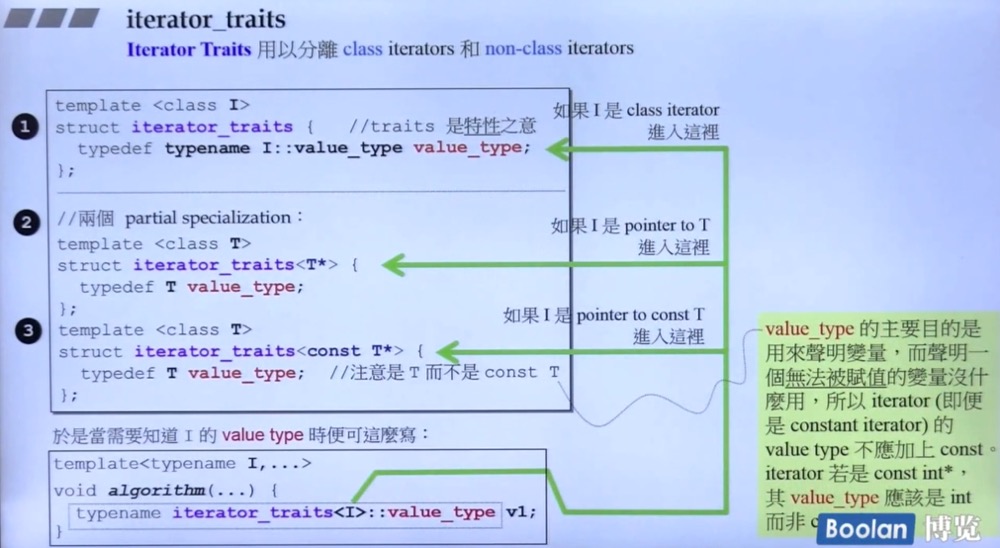 iterator_traits
Iterator Traits 用以分離 class iterators 和 non-class iterators
1
template <class I>
struct iterator_traits { //traits 是特性之意
typedef typename I::value_type value_type;
};
如果 I 是 class iterator
進入這裡
2
//兩個 partial specialization：
template <class T>
struct iterator_traits<T*> {
typedef T value_type;
};
如果 I 是 pointer to T
進入這裡
3
template <class T>
struct iterator_traits<const T*> {
typedef T value_type; //注意是 T 而不是 const T
};
如果 I 是 pointer to const T
進入這裡
於是當需要知道 I 的 value type 時便可這麼寫：
template<typename I,...>
void algorithm(...) {
typename iterator_traits<I>::value_type v1;
}
value_type 的主要目的是
用來聲明變量，而聲明一
個無法被賦值的變量沒什
麼用，所以 iterator (即便
是 constant iterator) 的
value type 不應加上 const。
iterator 若是 const int*，
其 value_type 應該是 int
而非
Boolan 博览